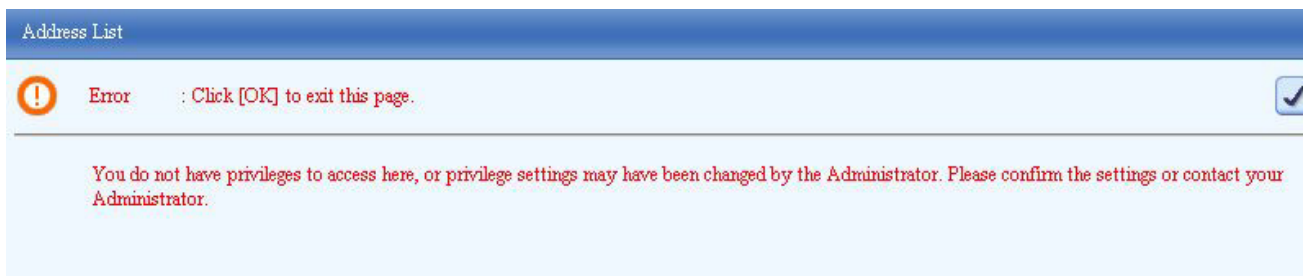 Address List
Error : Click [OK] to exit this page.
You do not have privileges to access here, or privilege settings may have been changed by the Administrator. Please confirm the settings or contact your
Administrator.